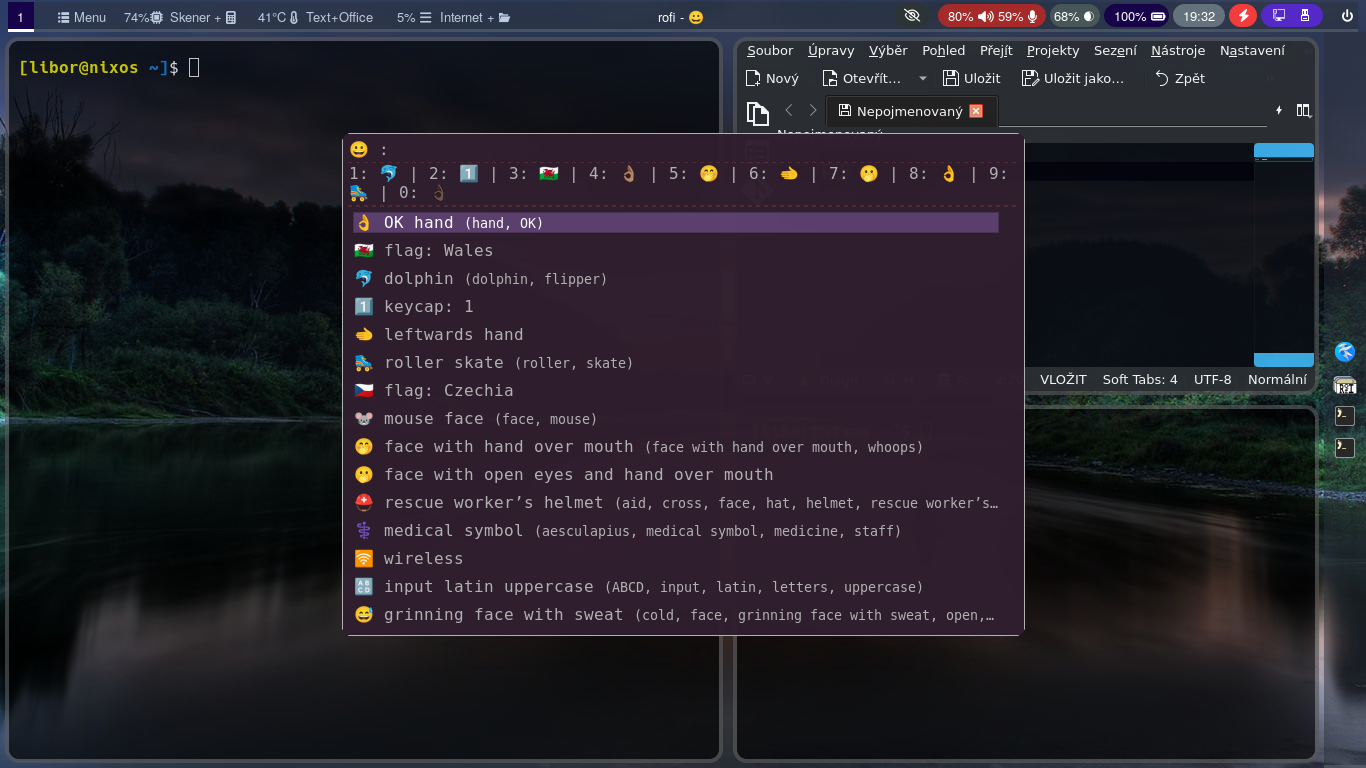 1 Menu 74% Skener + 41°C Text+Office 5% Internet + rofi - 😀 80% 59% 68% 100% 19:32
[libor@nixos ~]$
Soubor Úpravy Výběr Pohled Přejít Projekty Sezení Nástroje Nastavení
Nový Otevřít… Uložit Uložit jako… Zpět
Nepojmenovaný
Nepojmenovaný
😀 :
1: 🐬 | 2: 1️⃣ | 3: 🏴󠁧󠁢󠁷󠁬󠁳󠁿 | 4: 👌🏽 | 5: 🤭 | 6: 🫲 | 7: 🫢 | 8: 👌 | 9:
🛼 | 0: 👌🏿
👌 OK hand (hand, OK)
🏴󠁧󠁢󠁷󠁬󠁳󠁿 flag: Wales
🐬 dolphin (dolphin, flipper)
1️⃣ keycap: 1
🫲 leftwards hand
🛼 roller skate (roller, skate)
🇨🇿 flag: Czechia
🐭 mouse face (face, mouse)
🤭 face with hand over mouth (face with hand over mouth, whoops)
🫢 face with open eyes and hand over mouth
⛑️ rescue worker’s helmet (aid, cross, face, hat, helmet, rescue worker’s…
⚕️ medical symbol (aesculapius, medical symbol, medicine, staff)
🛜 wireless
🔠 input latin uppercase (ABCD, input, latin, letters, uppercase)
😅 grinning face with sweat (cold, face, grinning face with sweat, open,…
VLOŽIT Soft Tabs: 4 UTF-8 Normální